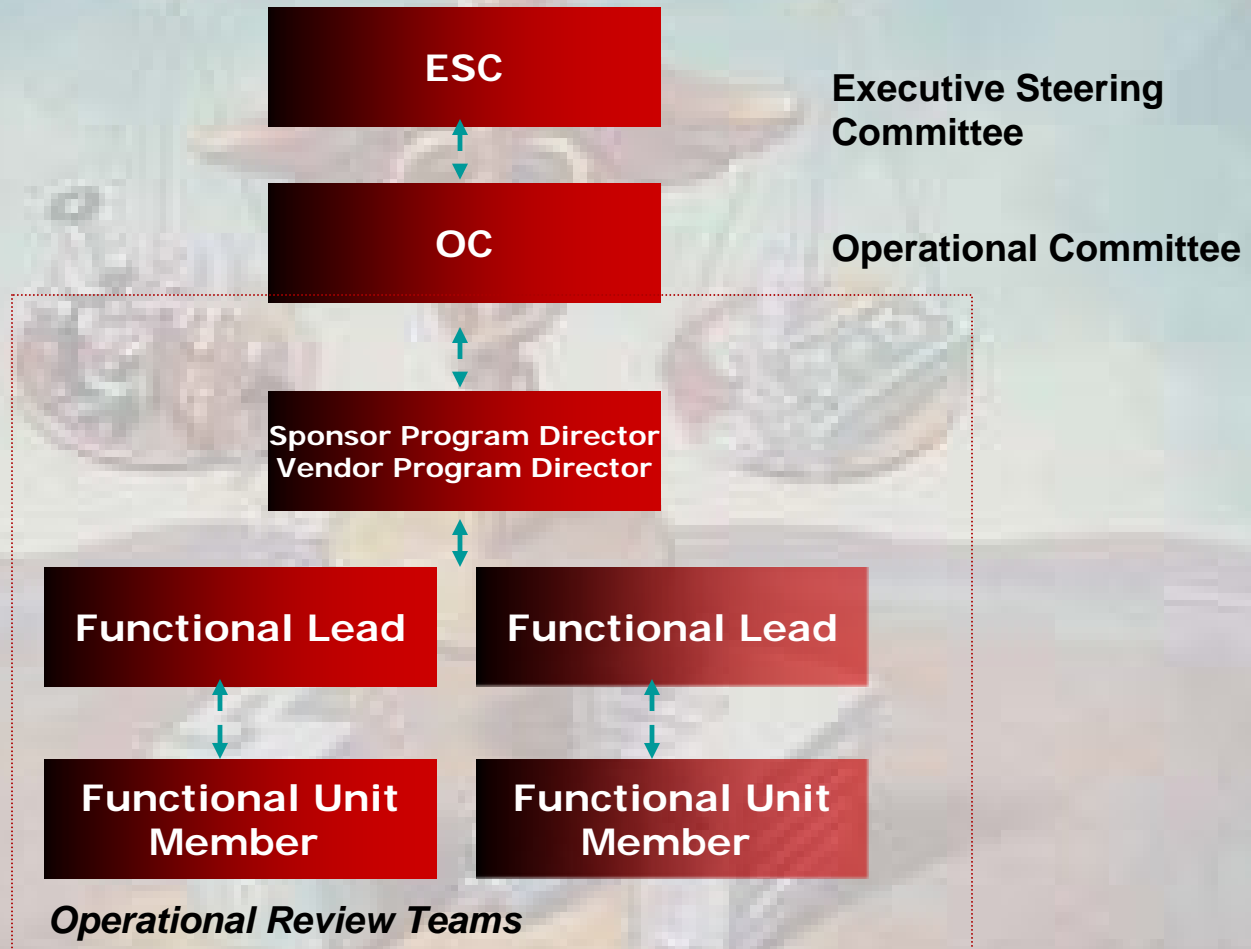 ESC
Executive Steering
Committee
OC
Operational Committee
Sponsor Program Director
Vendor Program Director
Functional Lead
Functional Lead
Functional Unit
Member
Functional Unit
Member
Operational Review Teams